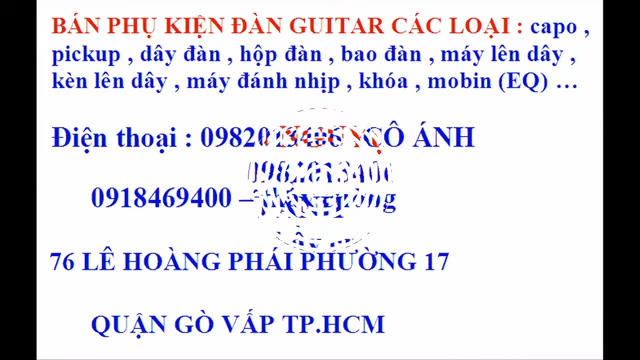 BÁN PHỤ KIỆN ĐÀN GUITAR CÁC LOẠI : capo ,
pickup , dây đàn , hộp đàn , bao đàn , máy lên dây ,
kèn lên dây , máy đánh nhịp , khóa , mobin (EQ) …
Điện thoại : CÔ ÁNH
0918469400 –
76 LÊ HOÀNG PHÁI PHƯỜNG 17
QUẬN GÒ VẤP TP.HCM